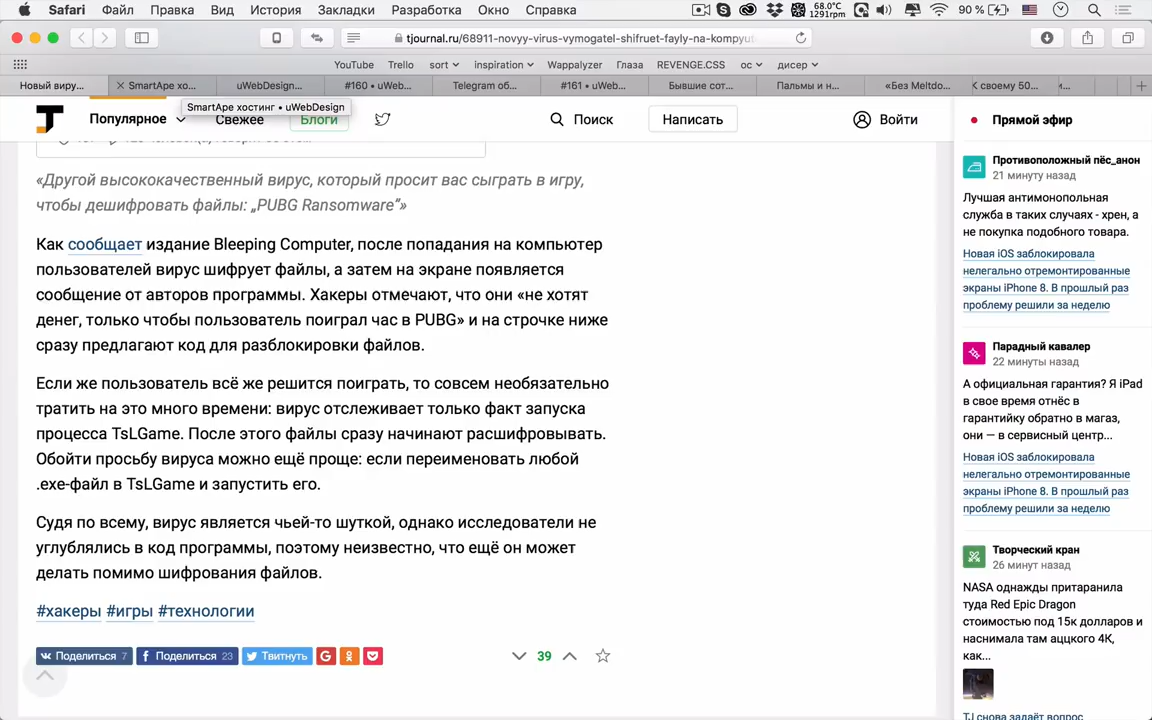 Safari Файл Правка Вид История Закладки Разработка Окно Справка
68.0°C
1291rpm
90 %
tjournal.ru/68911-novyy-virus-vymogatel-shifruet-fayly-na-kompyut
YouTube Trello sort inspiration Wappalyzer Глаза REVENGE.CSS ос дисер
Новый виру... SmartApe хо... uWebDesign... #160 • uWeb... Telegram об... #161 • uWeb... Бывшие сот... Пальмы и н... «Без Meltdo... К своему 50... и...
SmartApe хостинг • uWebDesign
Популярное Свежее Блоги Поиск Написать Войти
«Другой высококачественный вирус, который просит вас сыграть в игру,
чтобы дешифровать файлы: „PUBG Ransomware”»
Как сообщает издание Bleeping Computer, после попадания на компьютер
пользователей вирус шифрует файлы, а затем на экране появляется
сообщение от авторов программы. Хакеры отмечают, что они «не хотят
денег, только чтобы пользователь поиграл час в PUBG» и на строчке ниже
сразу предлагают код для разблокировки файлов.
Если же пользователь всё же решится поиграть, то совсем необязательно
тратить на это много времени: вирус отслеживает только факт запуска
процесса TsLGame. После этого файлы сразу начинают расшифровывать.
Обойти просьбу вируса можно ещё проще: если переименовать любой
.exe-файл в TsLGame и запустить его.
Судя по всему, вирус является чьей-то шуткой, однако исследователи не
углублялись в код программы, поэтому неизвестно, что ещё он может
делать помимо шифрования файлов.
#хакеры #игры #технологии
Поделиться 7 Поделиться 23 Твитнуть
39
Прямой эфир
Противоположный пёс_анон
21 минуту назад
Лучшая антимонопольная
служба в таких случаях - хрен, а
не покупка подобного товара.
Новая iOS заблокировала
нелегально отремонтированные
экраны iPhone 8. В прошлый раз
проблему решили за неделю
Парадный кавалер
22 минуты назад
А официальная гарантия? Я iPad
в свое время отнёс в
гарантийку обратно в магаз,
они — в сервисный центр...
Новая iOS заблокировала
нелегально отремонтированные
экраны iPhone 8. В прошлый раз
проблему решили за неделю
Творческий кран
26 минут назад
NASA однажды притаранила
туда Red Epic Dragon
стоимостью под 15к долларов и
наснимала там аццкого 4K,
как...
TJ снова задаёт вопрос